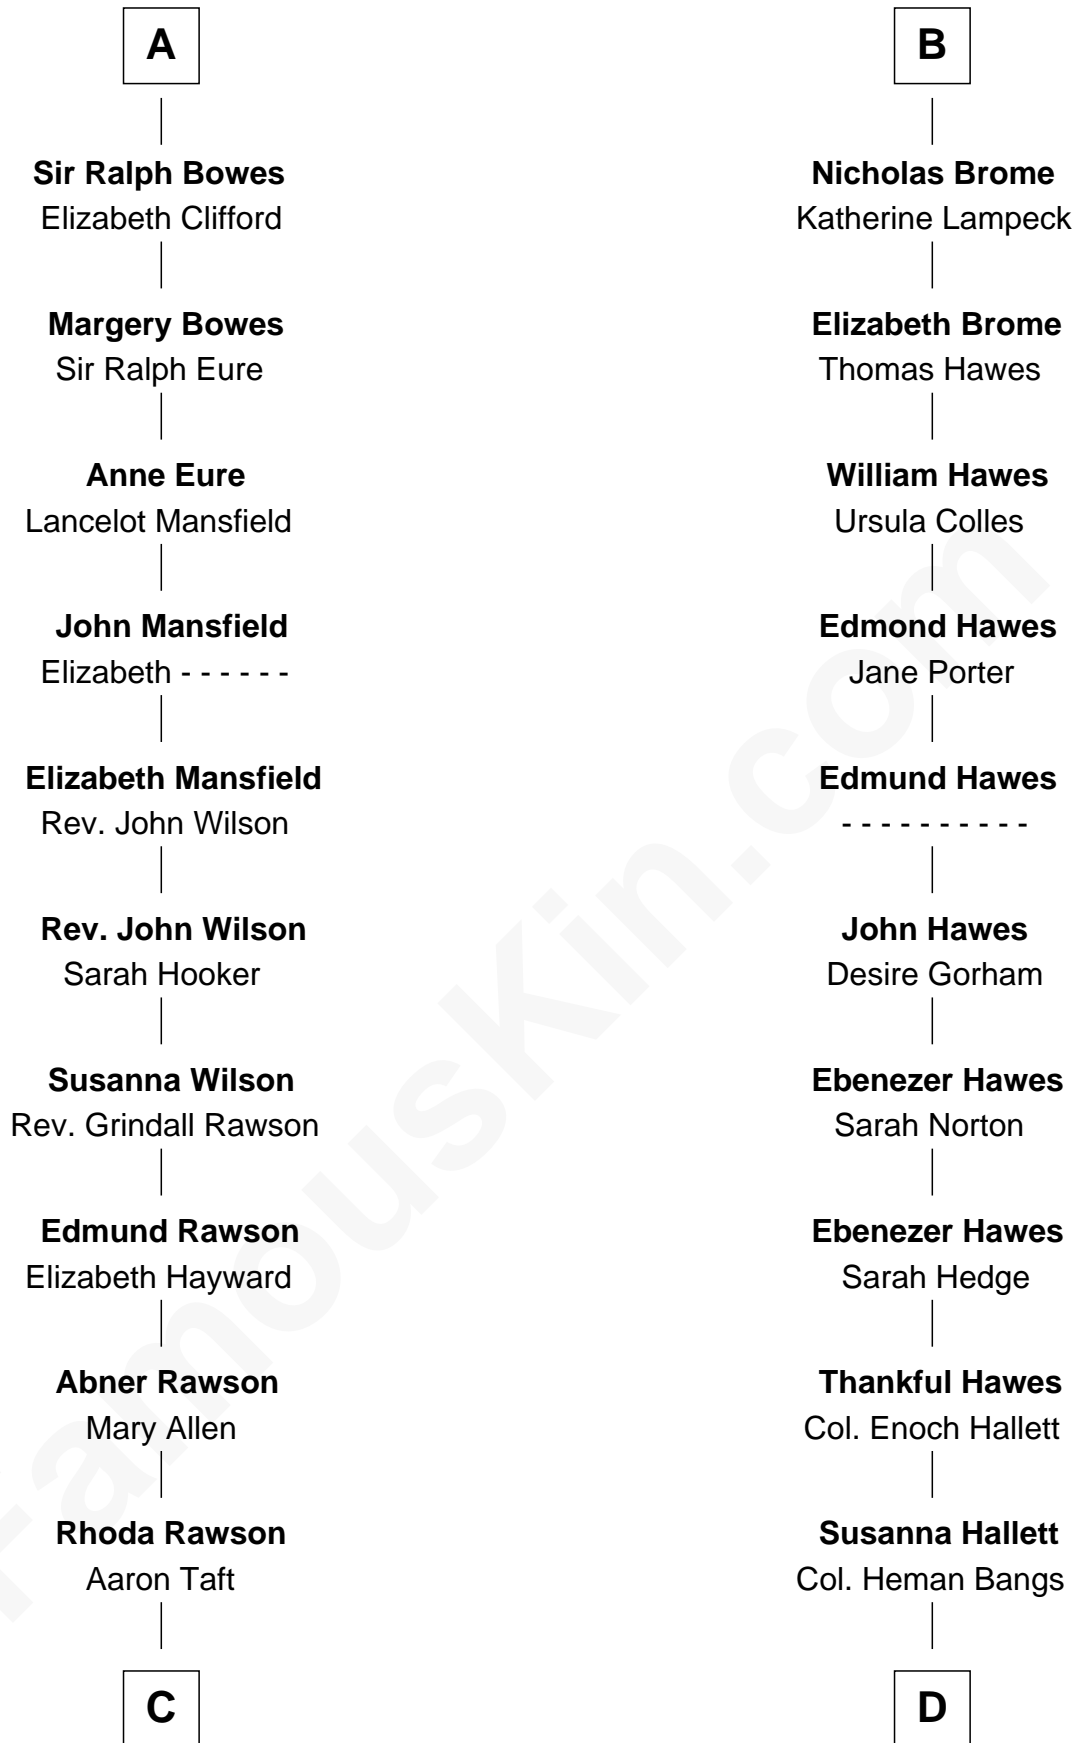 A
Sir Ralph Bowes
Elizabeth Clifford
Margery Bowes
Sir Ralph Eure
Anne Eure
Lancelot Mansfield
John Mansfield
Elizabeth - - - - - -
Elizabeth Mansfield
Rev. John Wilson
Rev. John Wilson
Sarah Hooker
Susanna Wilson
Rev. Grindall Rawson
Edmund Rawson
Elizabeth Hayward
Abner Rawson
Mary Allen
Rhoda Rawson
Aaron Taft
C
B
Nicholas Brome
Katherine Lampeck
Elizabeth Brome
Thomas Hawes
William Hawes
Ursula Colles
Edmond Hawes
Jane Porter
Edmund Hawes
- - - - - - - - - -
John Hawes
Desire Gorham
Ebenezer Hawes
Sarah Norton
Ebenezer Hawes
Sarah Hedge
Thankful Hawes
Col. Enoch Hallett
Susanna Hallett
Col. Heman Bangs
D
FamousKin.com